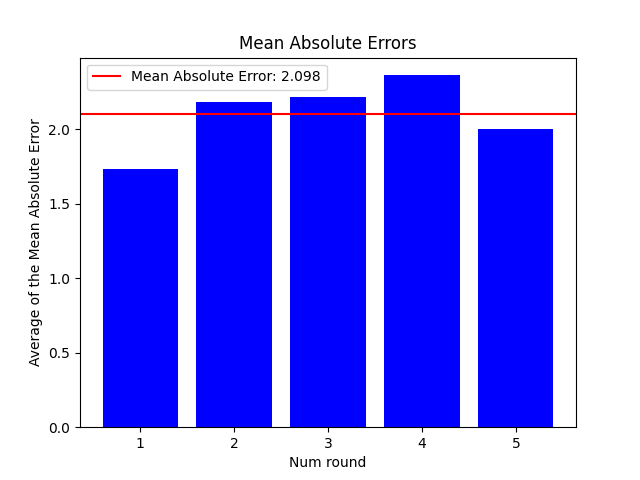 Mean Absolute Errors
Mean Absolute Error: 2.098
Average of the Mean Absolute Error
2.0
1.5
1.0
0.5
0.0
1 2 3 4 5
Num round